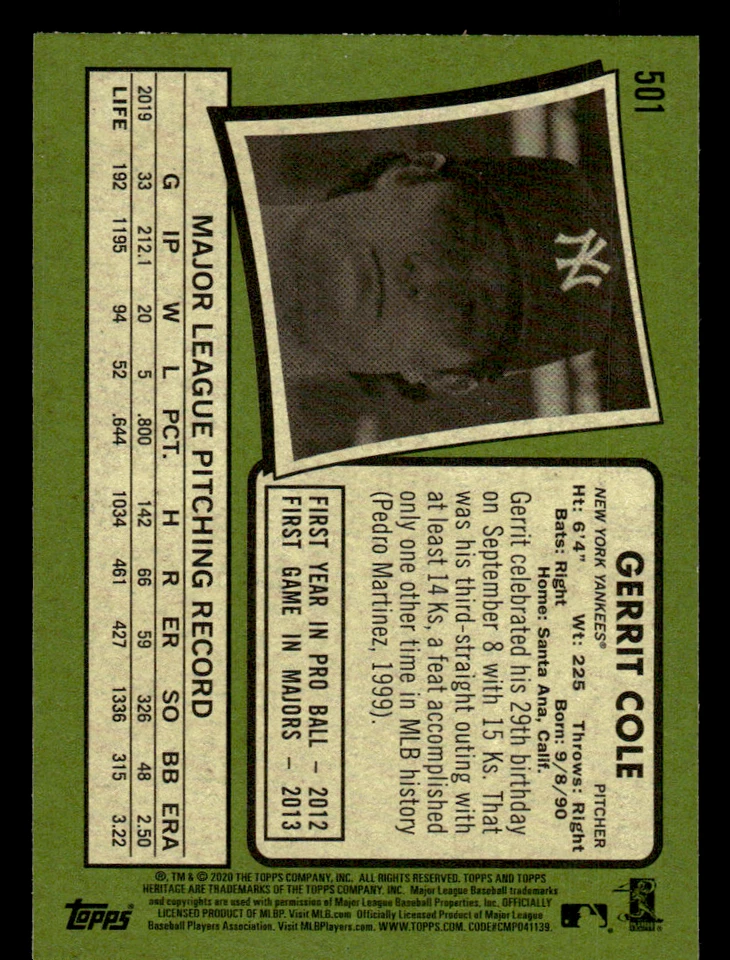 501
NY
GERRIT COLE
NEW YORK YANKEES® PITCHER
Ht: 6'4" Wt: 225 Throws: Right
Bats: Right Born: 9/8/90
Home: Santa Ana, Calif.
Gerrit celebrated his 29th birthday
on September 8 with 15 Ks. That
was his third-straight outing with
at least 14 Ks, a feat accomplished
only one other time in MLB history
(Pedro Martinez, 1999).
FIRST YEAR IN PRO BALL – 2012
FIRST GAME IN MAJORS – 2013
MAJOR LEAGUE PITCHING RECORD
G IP W L PCT. H R ER SO BB ERA
2019 33 212.1 20 5 .800 142 66 59 326 48 2.50
LIFE 192 1195 94 52 .644 1034 461 427 1336 315 3.22
®, TM & © 2020 THE TOPPS COMPANY, INC. ALL RIGHTS RESERVED. TOPPS AND TOPPS
HERITAGE ARE TRADEMARKS OF THE TOPPS COMPANY, INC. Major League Baseball trademarks
and copyrights are used with permission of Major League Baseball Properties, Inc. OFFICIALLY
LICENSED PRODUCT OF MLBP. Visit MLB.com Officially Licensed Product of Major League
Baseball Players Association. Visit MLBPlayers.com. WWW.TOPPS.COM. CODE#CMP041139.
TOPPS®